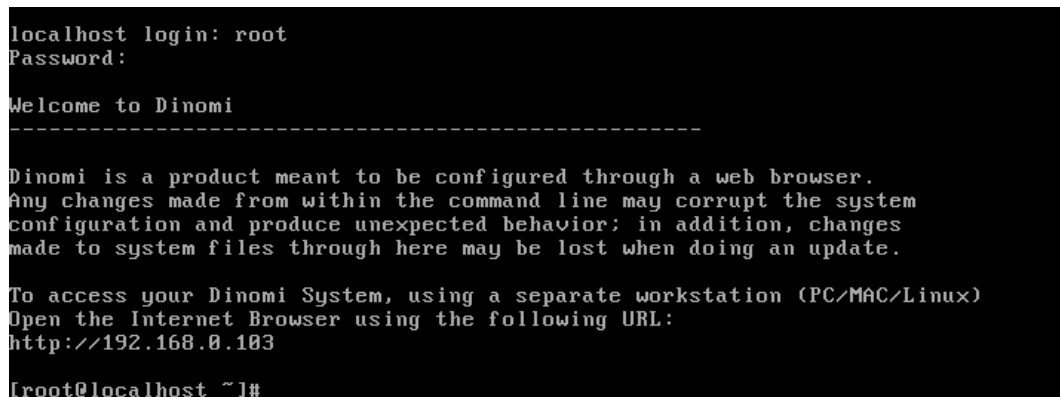 localhost login: root
Password:
Welcome to Dinomi
----------------------------------------------------
Dinomi is a product meant to be configured through a web browser.
Any changes made from within the command line may corrupt the system
configuration and produce unexpected behavior; in addition, changes
made to system files through here may be lost when doing an update.
To access your Dinomi System, using a separate workstation (PC/MAC/Linux)
Open the Internet Browser using the following URL:
http://192.168.0.103
[root@localhost ~]#